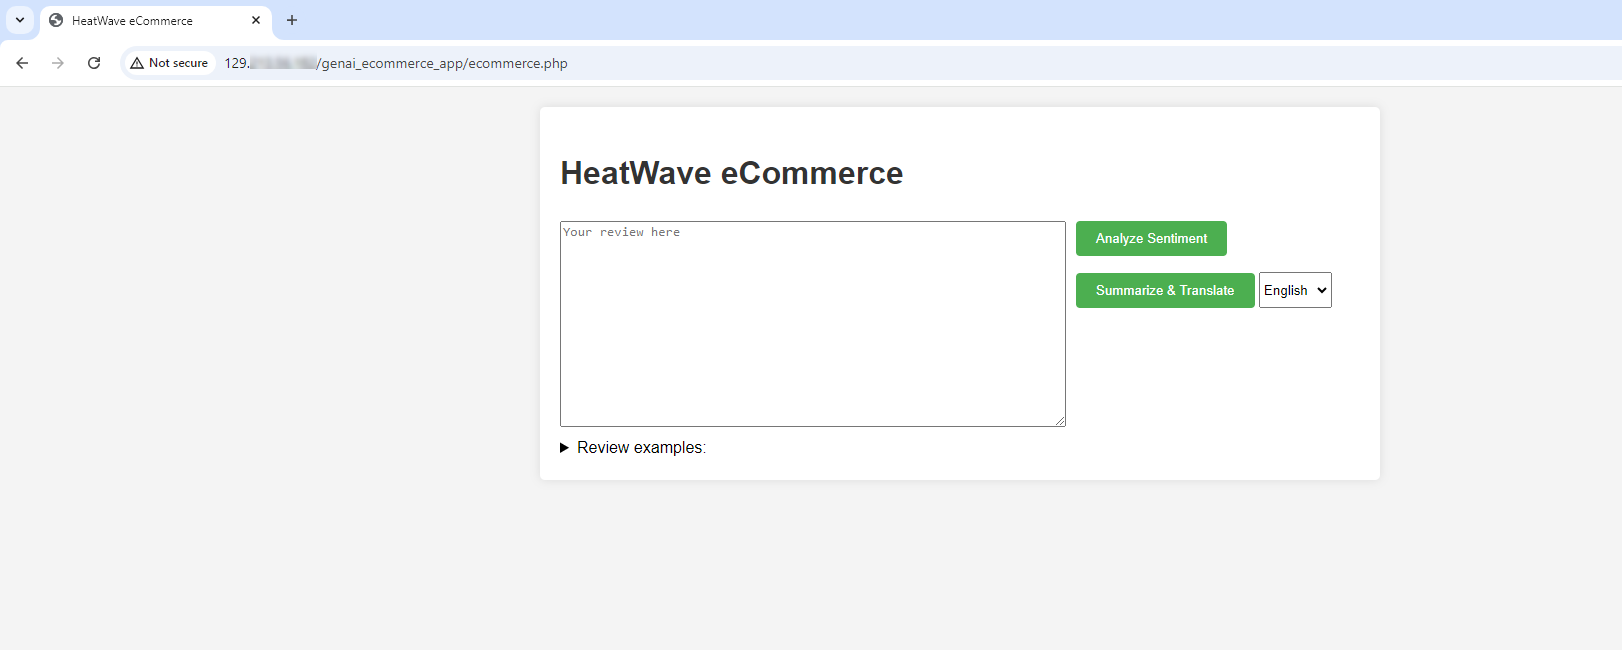 HeatWave eCommerce
Not secure 129. /genai_ecommerce_app/ecommerce.php
HeatWave eCommerce
Your review here
Analyze Sentiment
Summarize & Translate English
Review examples: